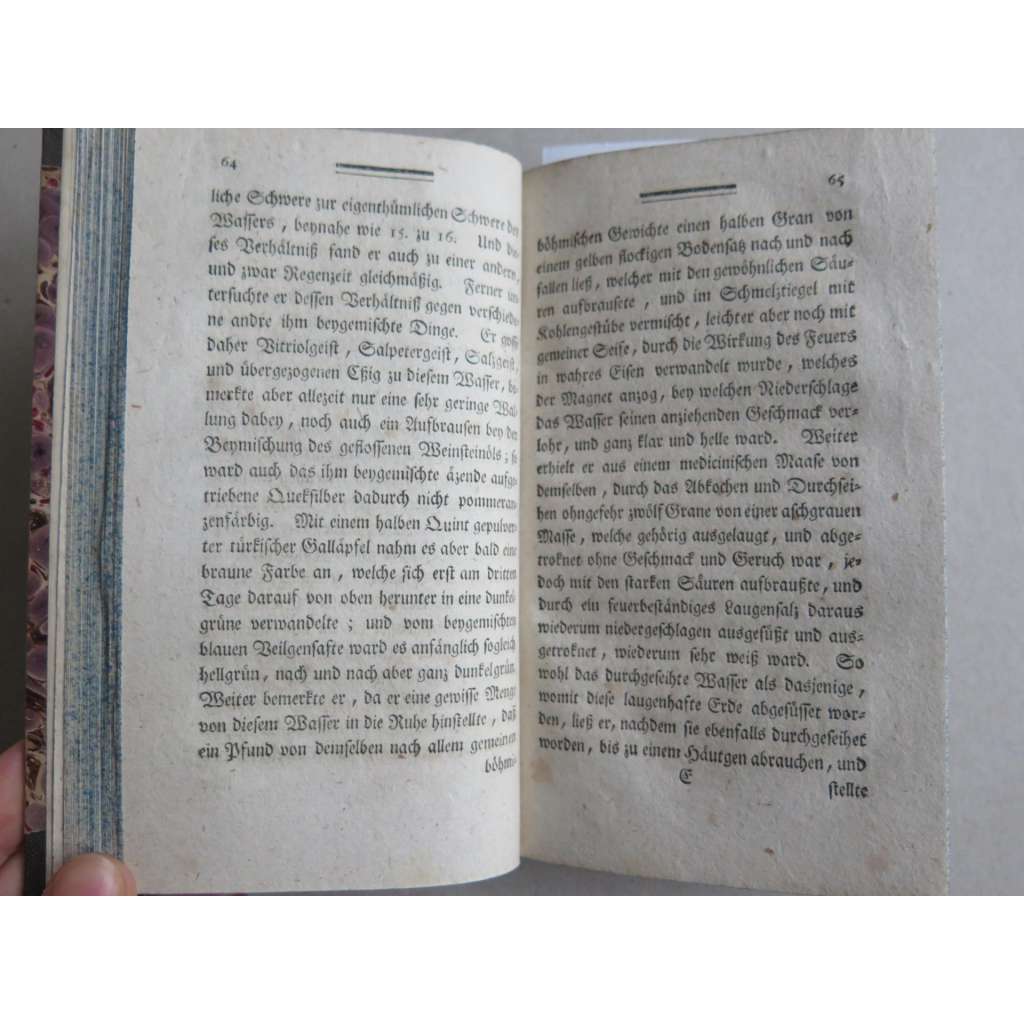 64
liche Schwere zur eigenthümlichen Schwere des
Wassers, beynahe wie 15. zu 16. Und die-
ses Verhältniß fand er auch zu einer andern,
und zwar Regenzeit gleichmäßig. Ferner un-
tersuchte er dessen Verhältniß gegen verschiede-
ne andre ihm beygemischte Dinge. Er goß
daher Vitriolgeist, Salpetergeist, Salzgeist,
und übergezogenen Eßig zu diesem Wasser, be-
merkte aber allezeit nur eine sehr geringe Wal-
lung dabey, noch auch ein Aufbrausen bey der
Beymischung des geflossenen Weinsteinöls; so
ward auch das ihm beygemischte äzende aufge-
triebene Queksilber dadurch nicht pommeran-
zenfärbig. Mit einem halben Quint gepulver-
ter türkischer Galläpfel nahm es aber bald eine
braune Farbe an, welche sich erst am dritten
Tage darauf von oben herunter in eine dunkel-
grüne verwandelte; und vom beygemischten
blauen Veilgensafte ward es anfänglich sogleich
hellgrün, nach und nach aber ganz dunkelgrün.
Weiter bemerkte er, da er eine gewisse Menge
von diesem Wasser in die Ruhe hinstellte, daß
ein Pfund von demselben nach allem gemeinen
böhmi-
65
böhmischen Gewichte einen halben Gran von
einem gelben flockigen Bodensatz nach und nach
fallen ließ, welcher mit den gewöhnlichen Säu-
ren aufbrausete, und im Schmelztiegel mit
Kohlengestübe vermischt, leichter aber noch mit
gemeiner Seife, durch die Wirkung des Feuers
in wahres Eisen verwandelt wurde, welches
der Magnet anzog, bey welchen Niederschlage
das Wasser seinen anziehenden Geschmack ver-
lohr, und ganz klar und helle ward. Weiter
erhielt er aus einem medicinischen Maase von
demselben, durch das Abkochen und Durchsei-
hen ohngefehr zwölf Grane von einer aschgrauen
Masse, welche gehörig ausgelaugt, und abge-
troknet ohne Geschmack und Geruch war, je-
doch mit den starken Säuren aufbraußte, und
durch ein feuerbeständiges Laugensalz daraus
wiederum niedergeschlagen ausgesüßt und aus-
getroknet, wiederum sehr weiß ward. So
wohl das durchgeseihte Wasser als dasjenige,
womit diese laugenhafte Erde abgesüsset wor-
den, ließ er, nachdem sie ebenfalls durchgeseihet
worden, bis zu einem Häutgen abrauchen, und
E
stellte